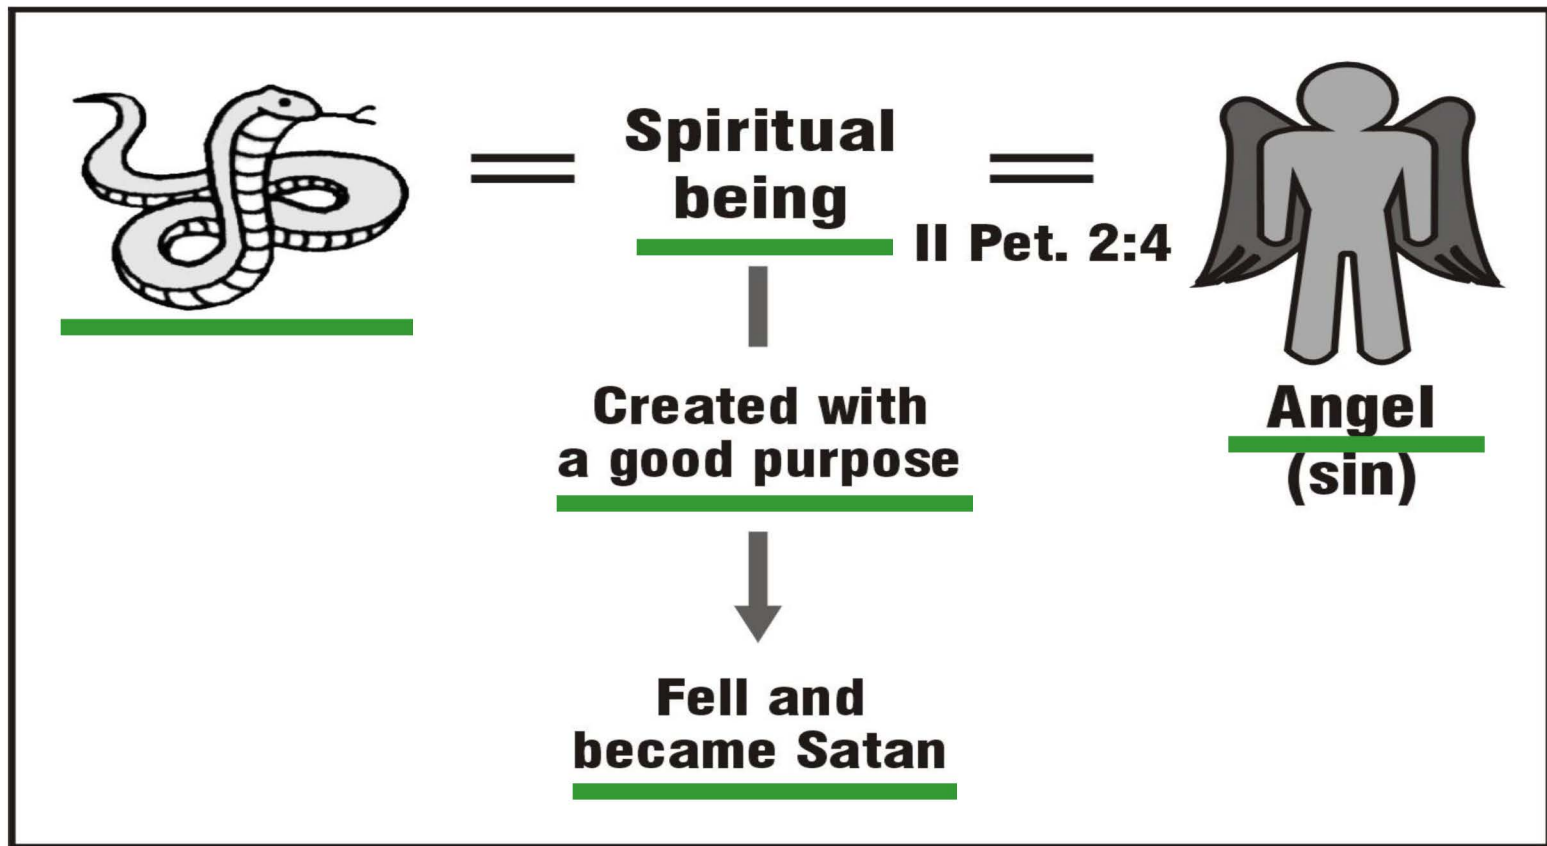 Spiritual
being
II Pet. 2:4
Created with
a good purpose
Angel
(sin)
Fell and
became Satan